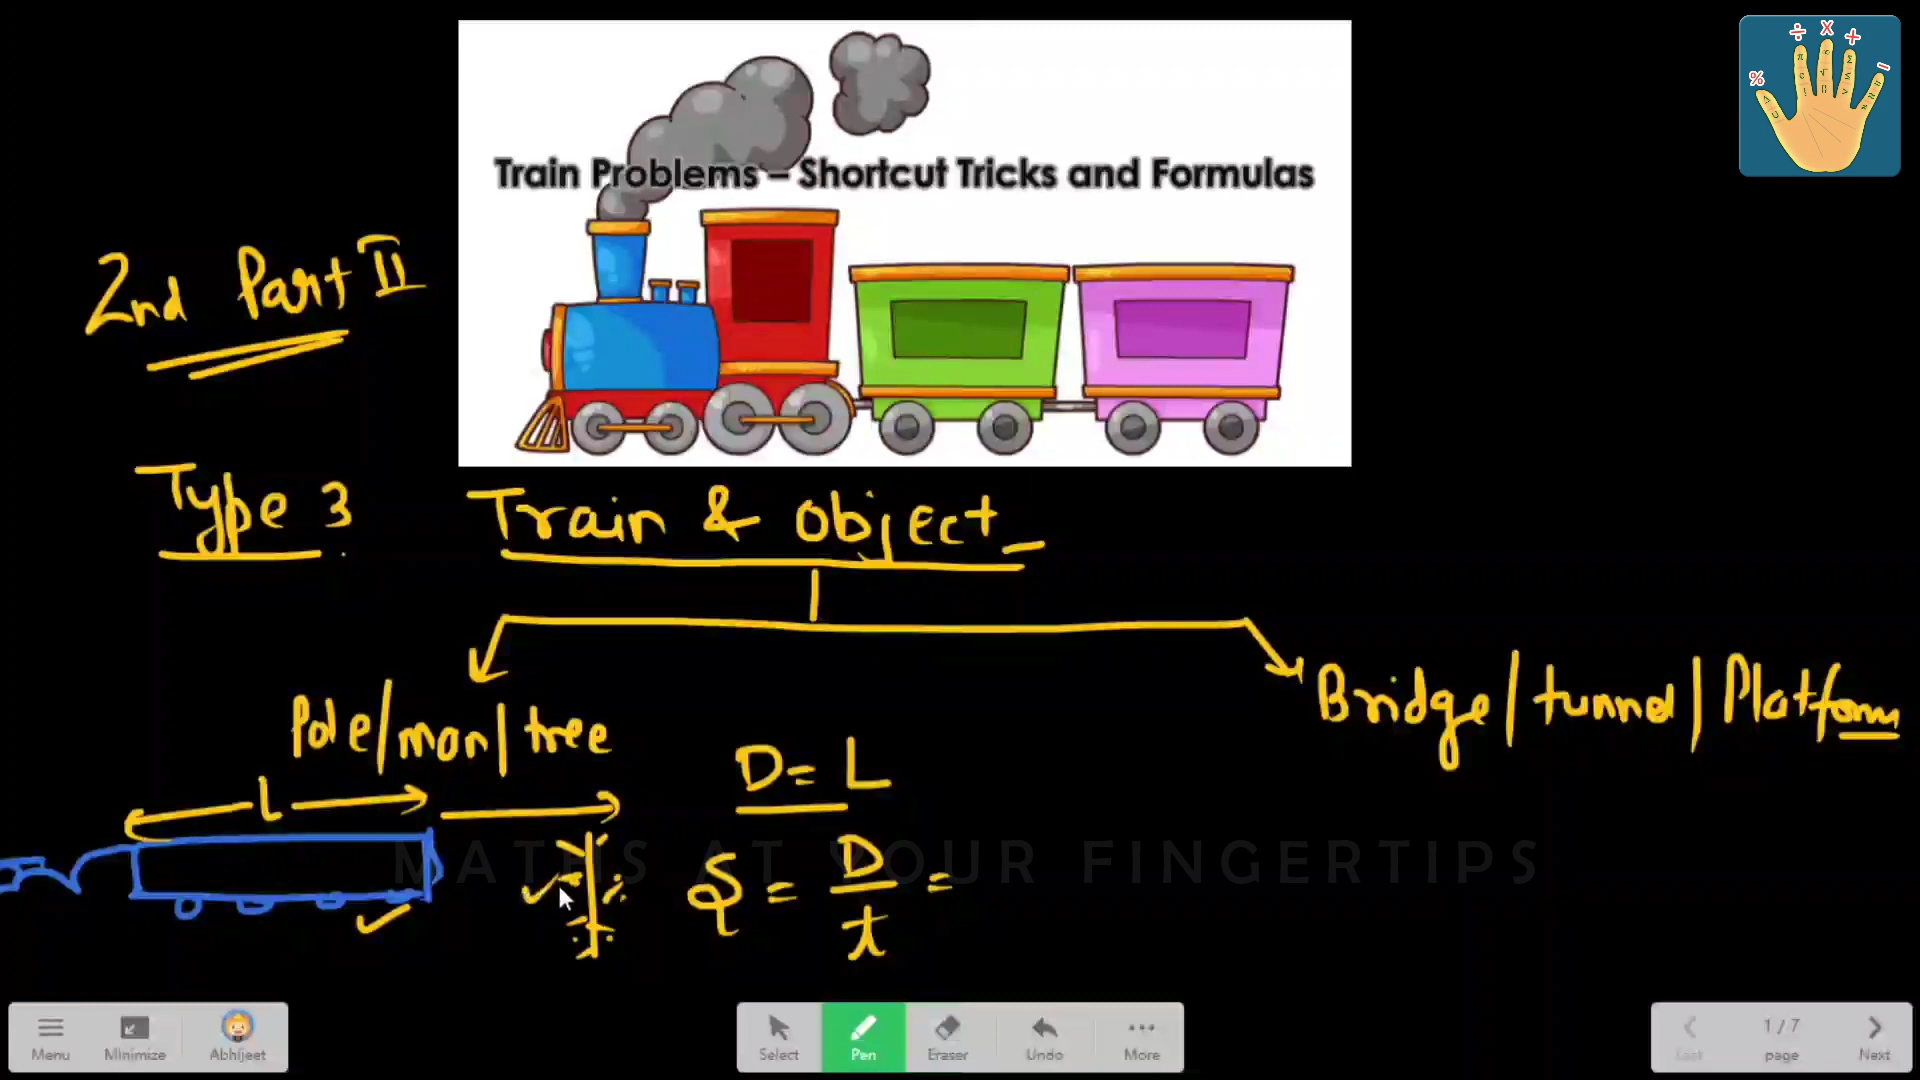 ÷ x +
% −
Train Problems – Shortcut Tricks and Formulas
2nd Part II
Type 3
Train & object
Pole/man/tree
Bridge/tunnel/Platform
L
D = L
S = D/t =
MATHS AT YOUR FINGERTIPS
Menu
Minimize
Abhijeet
Select
Pen
Eraser
Undo
More
1 / 7
page
Next